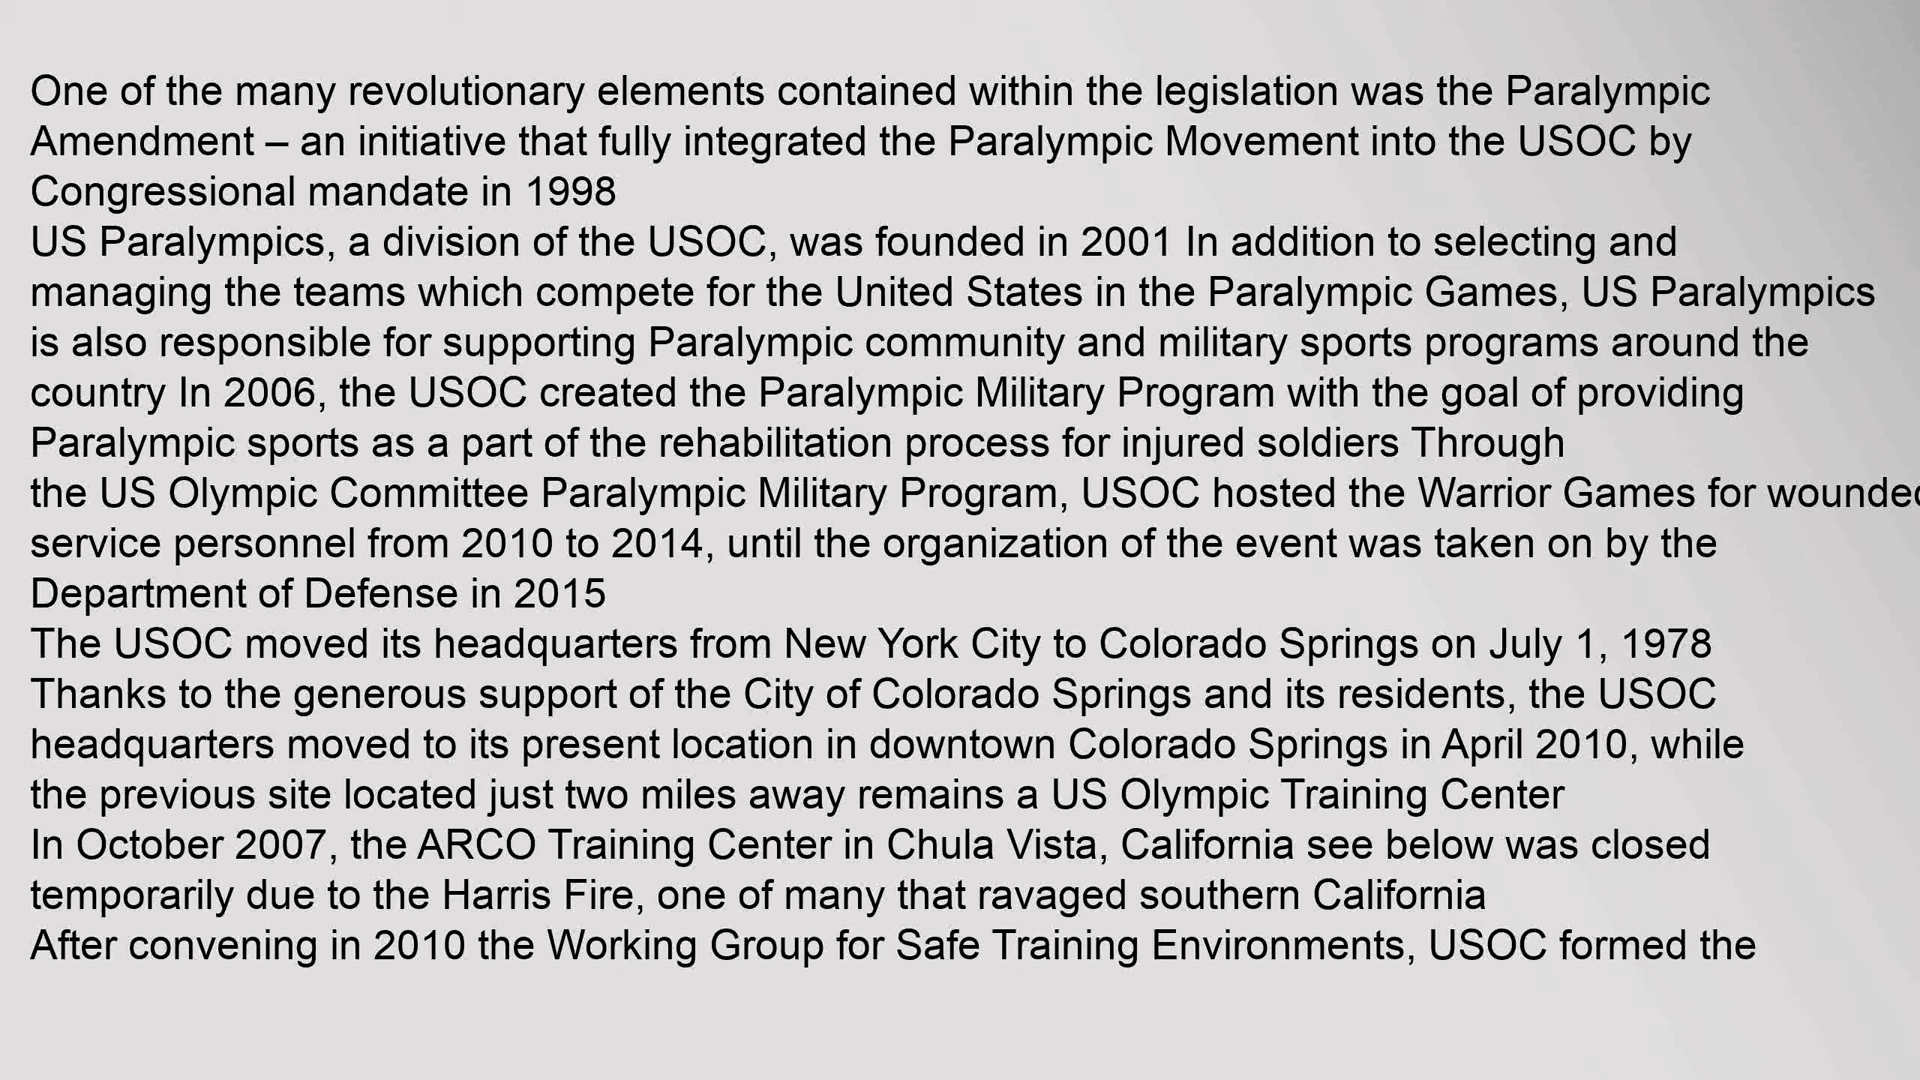 One of the many revolutionary elements contained within the legislation was the Paralympic
Amendment – an initiative that fully integrated the Paralympic Movement into the USOC by
Congressional mandate in 1998
US Paralympics, a division of the USOC, was founded in 2001 In addition to selecting and
managing the teams which compete for the United States in the Paralympic Games, US Paralympics
is also responsible for supporting Paralympic community and military sports programs around the
country In 2006, the USOC created the Paralympic Military Program with the goal of providing
Paralympic sports as a part of the rehabilitation process for injured soldiers Through
the US Olympic Committee Paralympic Military Program, USOC hosted the Warrior Games for wounded
service personnel from 2010 to 2014, until the organization of the event was taken on by the
Department of Defense in 2015
The USOC moved its headquarters from New York City to Colorado Springs on July 1, 1978
Thanks to the generous support of the City of Colorado Springs and its residents, the USOC
headquarters moved to its present location in downtown Colorado Springs in April 2010, while
the previous site located just two miles away remains a US Olympic Training Center
In October 2007, the ARCO Training Center in Chula Vista, California see below was closed
temporarily due to the Harris Fire, one of many that ravaged southern California
After convening in 2010 the Working Group for Safe Training Environments, USOC formed the